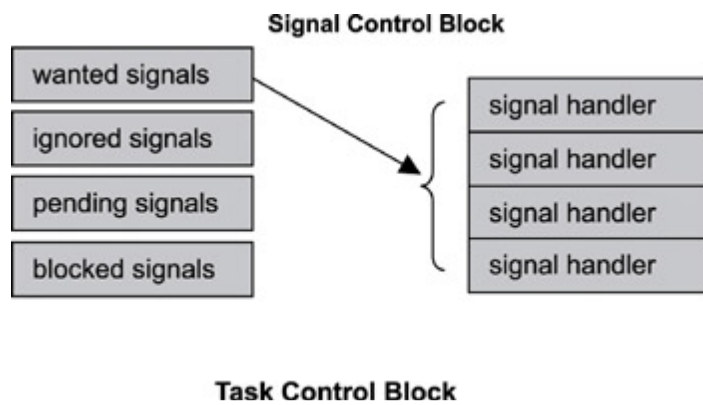 Signal Control Block
wanted signals
ignored signals
pending signals
blocked signals
signal handler
signal handler
signal handler
signal handler
Task Control Block